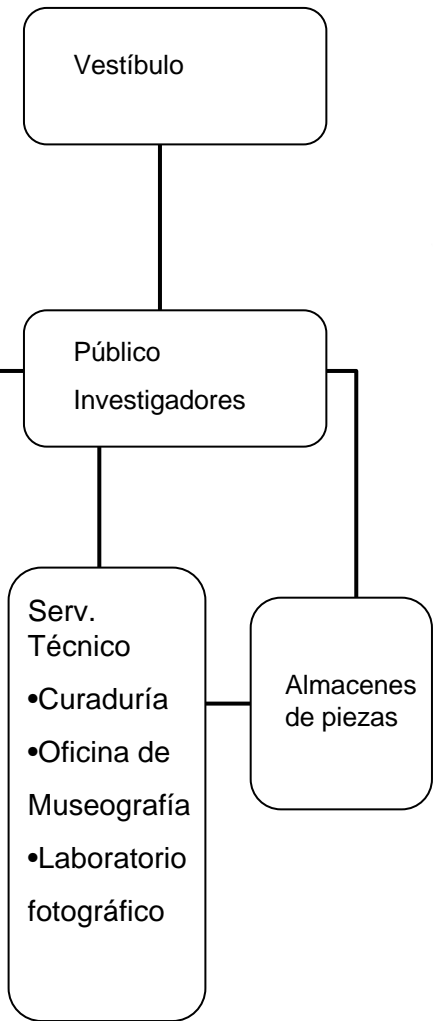 Vestíbulo
Público
Investigadores
Serv.
Técnico
•Curaduría
•Oficina de
Museografía
•Laboratorio
fotográfico
Almacenes
de piezas